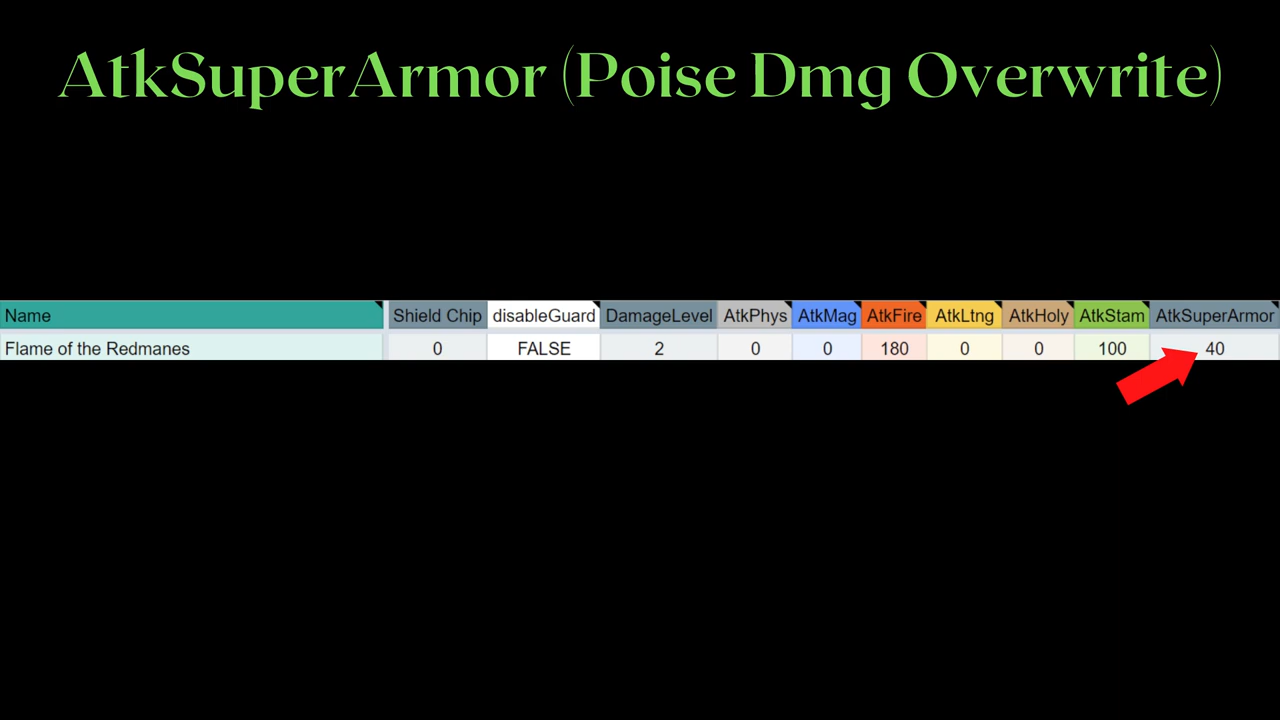 AtkSuperArmor (Poise Dmg Overwrite)
Name Shield Chip disableGuard DamageLevel AtkPhys AtkMag AtkFire AtkLtng AtkHoly AtkStam AtkSuperArmor
Flame of the Redmanes 0 FALSE 2 0 0 180 0 0 100 40